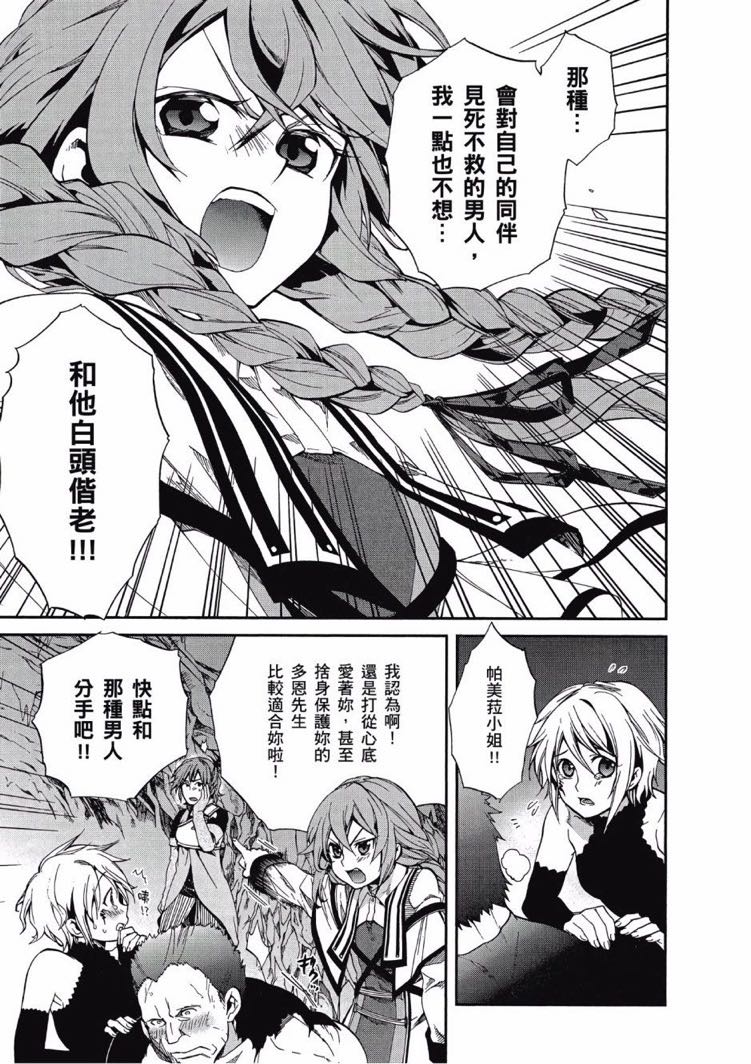 那種…
會對自己的同伴
見死不救的男人，
我一點也不想…
和他白頭偕老!!!
帕美菈小姐!!
我認為啊！
還是打從心底
愛著妳，甚至
捨身保護妳的
多恩先生
比較適合妳啦！
快點和
那種男人
分手吧!!
咦!?